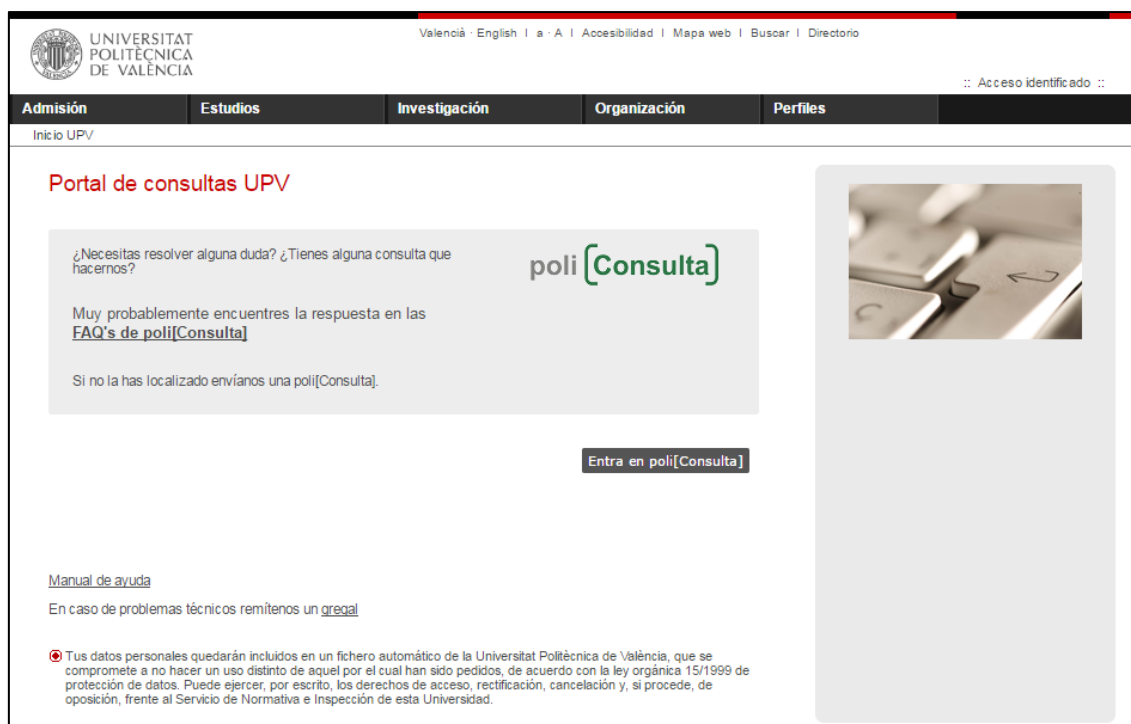 UNIVERSITAT
POLITÈCNICA
DE VALÈNCIA
Valencià · English I a · A I Accesibilidad I Mapa web I Buscar I Directorio
:: Acceso identificado ::
Admisión Estudios Investigación Organización Perfiles
Inicio UPV
Portal de consultas UPV
¿Necesitas resolver alguna duda? ¿Tienes alguna consulta que
hacernos?
poli [Consulta]
Muy probablemente encuentres la respuesta en las
FAQ's de poli[Consulta]
Si no la has localizado envíanos una poli[Consulta].
Entra en poli[Consulta]
Manual de ayuda
En caso de problemas técnicos remítenos un gregal
Tus datos personales quedarán incluidos en un fichero automático de la Universitat Politècnica de València, que se
compromete a no hacer un uso distinto de aquel por el cual han sido pedidos, de acuerdo con la ley orgánica 15/1999 de
protección de datos. Puede ejercer, por escrito, los derechos de acceso, rectificación, cancelación y, si procede, de
oposición, frente al Servicio de Normativa e Inspección de esta Universidad.